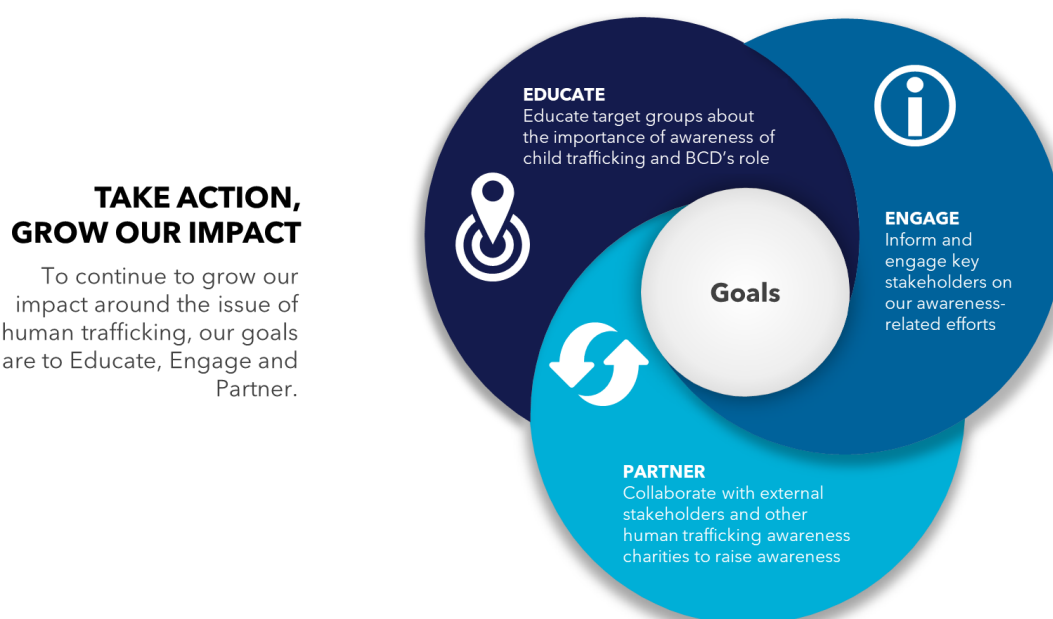 TAKE ACTION,
GROW OUR IMPACT
To continue to grow our
impact around the issue of
human trafficking, our goals
are to Educate, Engage and
Partner.
EDUCATE
Educate target groups about
the importance of awareness of
child trafficking and BCD's role
ENGAGE
Inform and
engage key
stakeholders on
our awareness-
related efforts
Goals
PARTNER
Collaborate with external
stakeholders and other
human trafficking awareness
charities to raise awareness